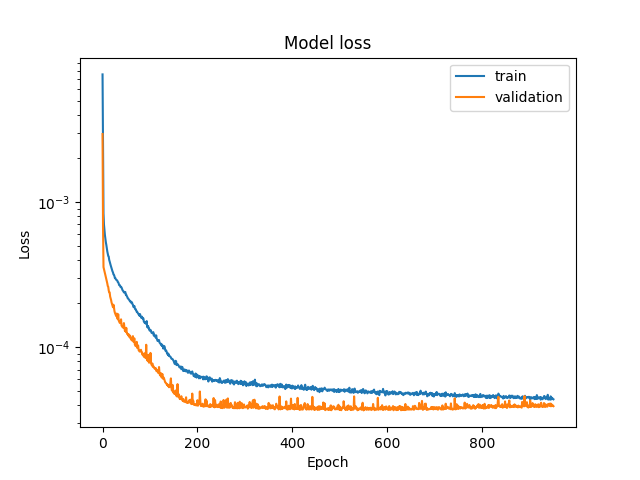 Model loss
train
validation
10⁻³
10⁻⁴
Loss
0
200
400
600
800
Epoch